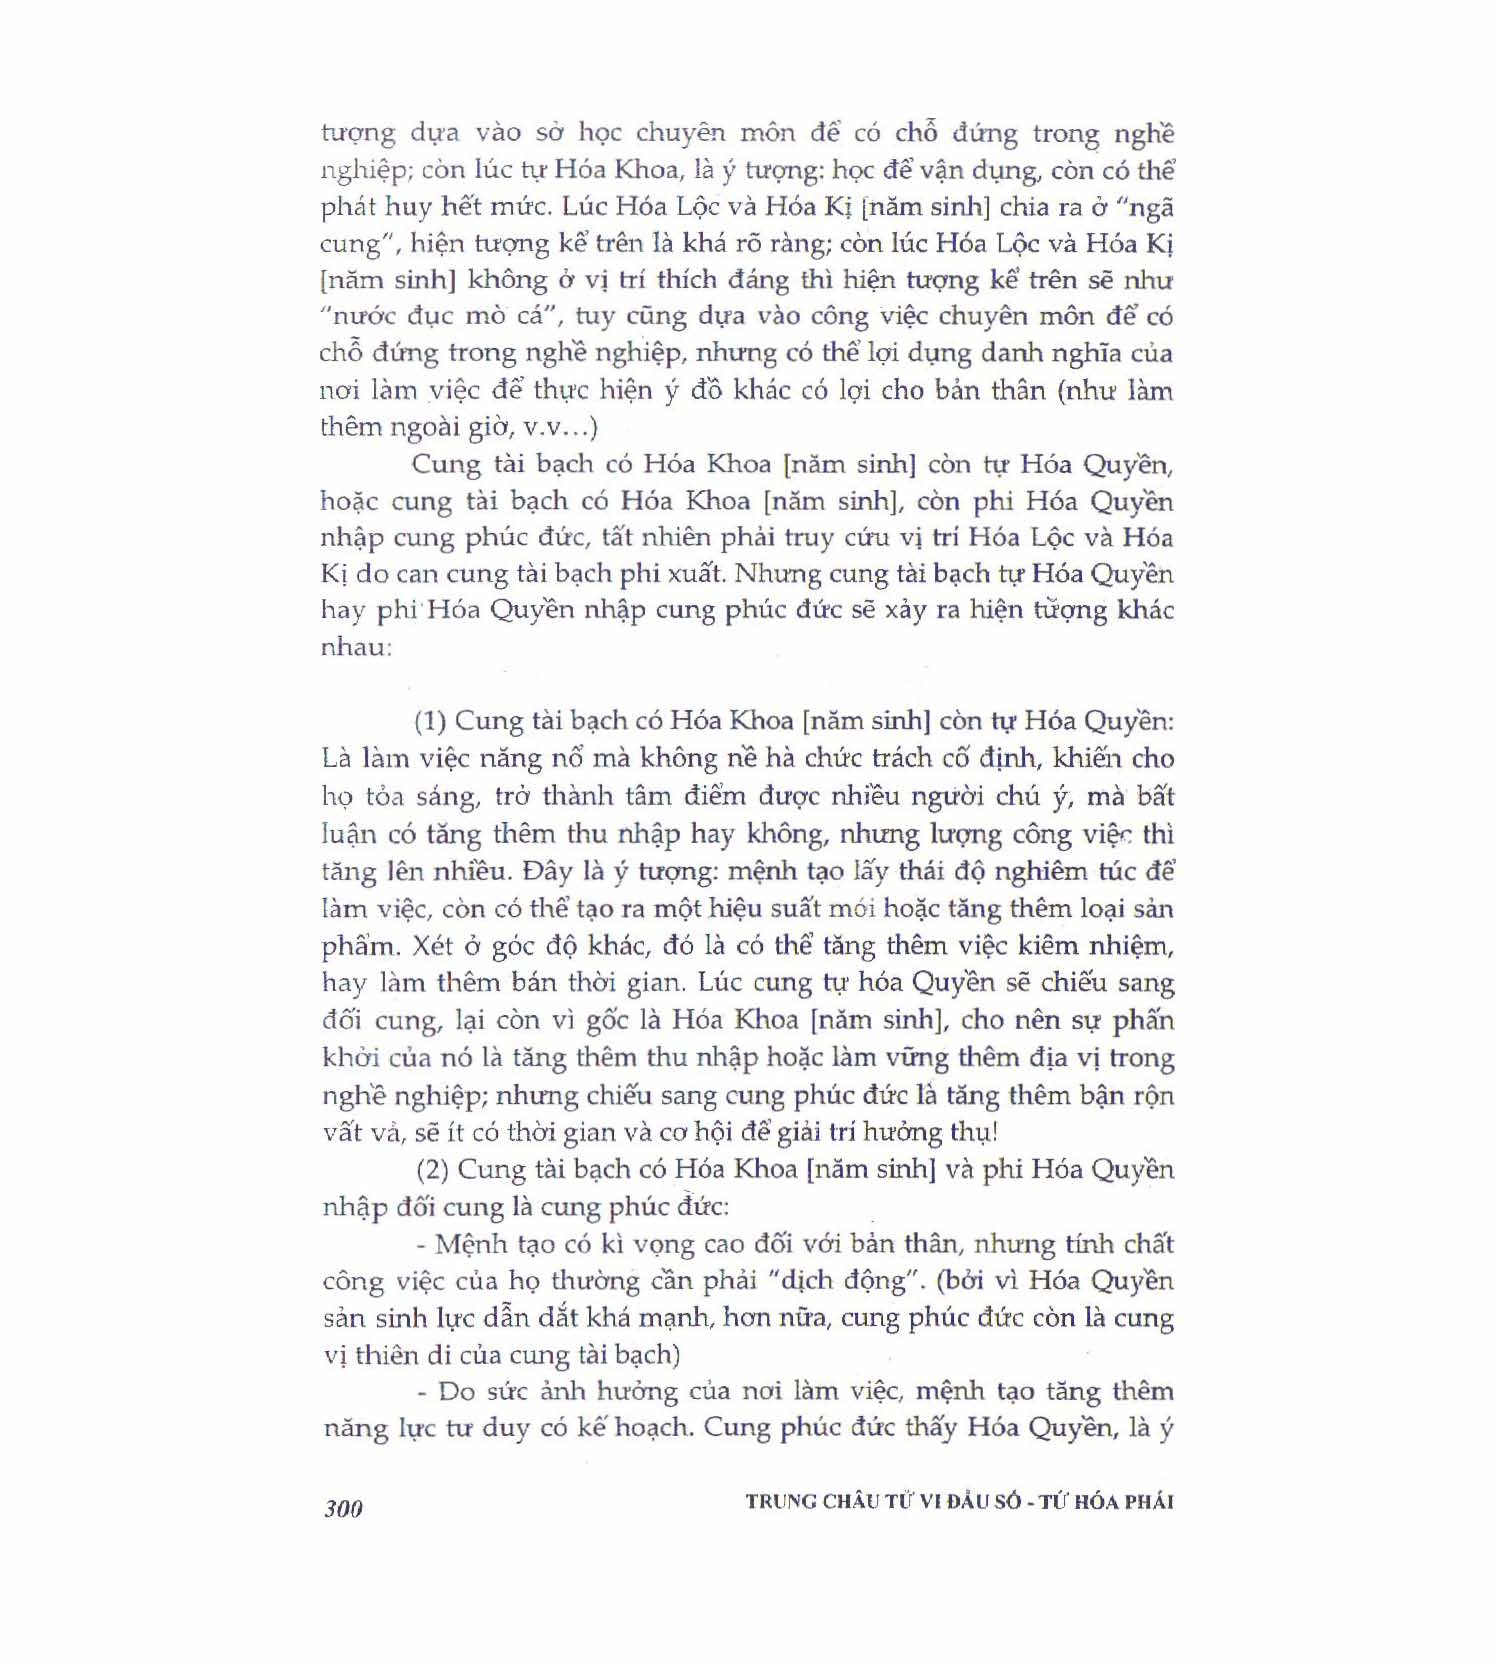 tượng dựa vào sở học chuyên môn để có chỗ đứng trong nghề
nghiệp; còn lúc tự Hóa Khoa, là ý tượng: học để vận dụng, còn có thể
phát huy hết mức. Lúc Hóa Lộc và Hóa Kị [năm sinh] chia ra ở "ngã
cung", hiện tượng kể trên là khá rõ ràng; còn lúc Hóa Lộc và Hóa Kị
[năm sinh] không ở vị trí thích đáng thì hiện tượng kể trên sẽ như
"nước đục mò cá", tuy cũng dựa vào công việc chuyên môn để có
chỗ đứng trong nghề nghiệp, nhưng có thể lợi dụng danh nghĩa của
nơi làm việc để thực hiện ý đồ khác có lợi cho bản thân (như làm
thêm ngoài giờ, v.v...)
Cung tài bạch có Hóa Khoa [năm sinh] còn tự Hóa Quyền,
hoặc cung tài bạch có Hóa Khoa [năm sinh], còn phi Hóa Quyền
nhập cung phúc đức, tất nhiên phải truy cứu vị trí Hóa Lộc và Hóa
Kị do can cung tài bạch phi xuất. Nhưng cung tài bạch tự Hóa Quyền
hay phi Hóa Quyền nhập cung phúc đức sẽ xảy ra hiện tượng khác
nhau:
(1) Cung tài bạch có Hóa Khoa [năm sinh] còn tự Hóa Quyền:
Là làm việc năng nổ mà không nề hà chức trách cố định, khiến cho
họ tỏa sáng, trở thành tâm điểm được nhiều người chú ý, mà bất
luận có tăng thêm thu nhập hay không, nhưng lượng công việc thì
tăng lên nhiều. Đây là ý tượng: mệnh tạo lấy thái độ nghiêm túc để
làm việc, còn có thể tạo ra một hiệu suất mới hoặc tăng thêm loại sản
phẩm. Xét ở góc độ khác, đó là có thể tăng thêm việc kiêm nhiệm,
hay làm thêm bán thời gian. Lúc cung tự hóa Quyền sẽ chiếu sang
đối cung, lại còn vì gốc là Hóa Khoa [năm sinh], cho nên sự phấn
khởi của nó là tăng thêm thu nhập hoặc làm vững thêm địa vị trong
nghề nghiệp; nhưng chiếu sang cung phúc đức là tăng thêm bận rộn
vất vả, sẽ ít có thời gian và cơ hội để giải trí hưởng thụ!
(2) Cung tài bạch có Hóa Khoa [năm sinh] và phi Hóa Quyền
nhập đối cung là cung phúc đức:
- Mệnh tạo có kì vọng cao đối với bản thân, nhưng tính chất
công việc của họ thường cần phải "dịch động". (bởi vì Hóa Quyền
sản sinh lực dẫn dắt khá mạnh, hơn nữa, cung phúc đức còn là cung
vị thiên di của cung tài bạch)
- Do sức ảnh hưởng của nơi làm việc, mệnh tạo tăng thêm
năng lực tư duy có kế hoạch. Cung phúc đức thấy Hóa Quyền, là ý
300 TRUNG CHÂU TỬ VI ĐẨU SỐ - TỨ HÓA PHÁI